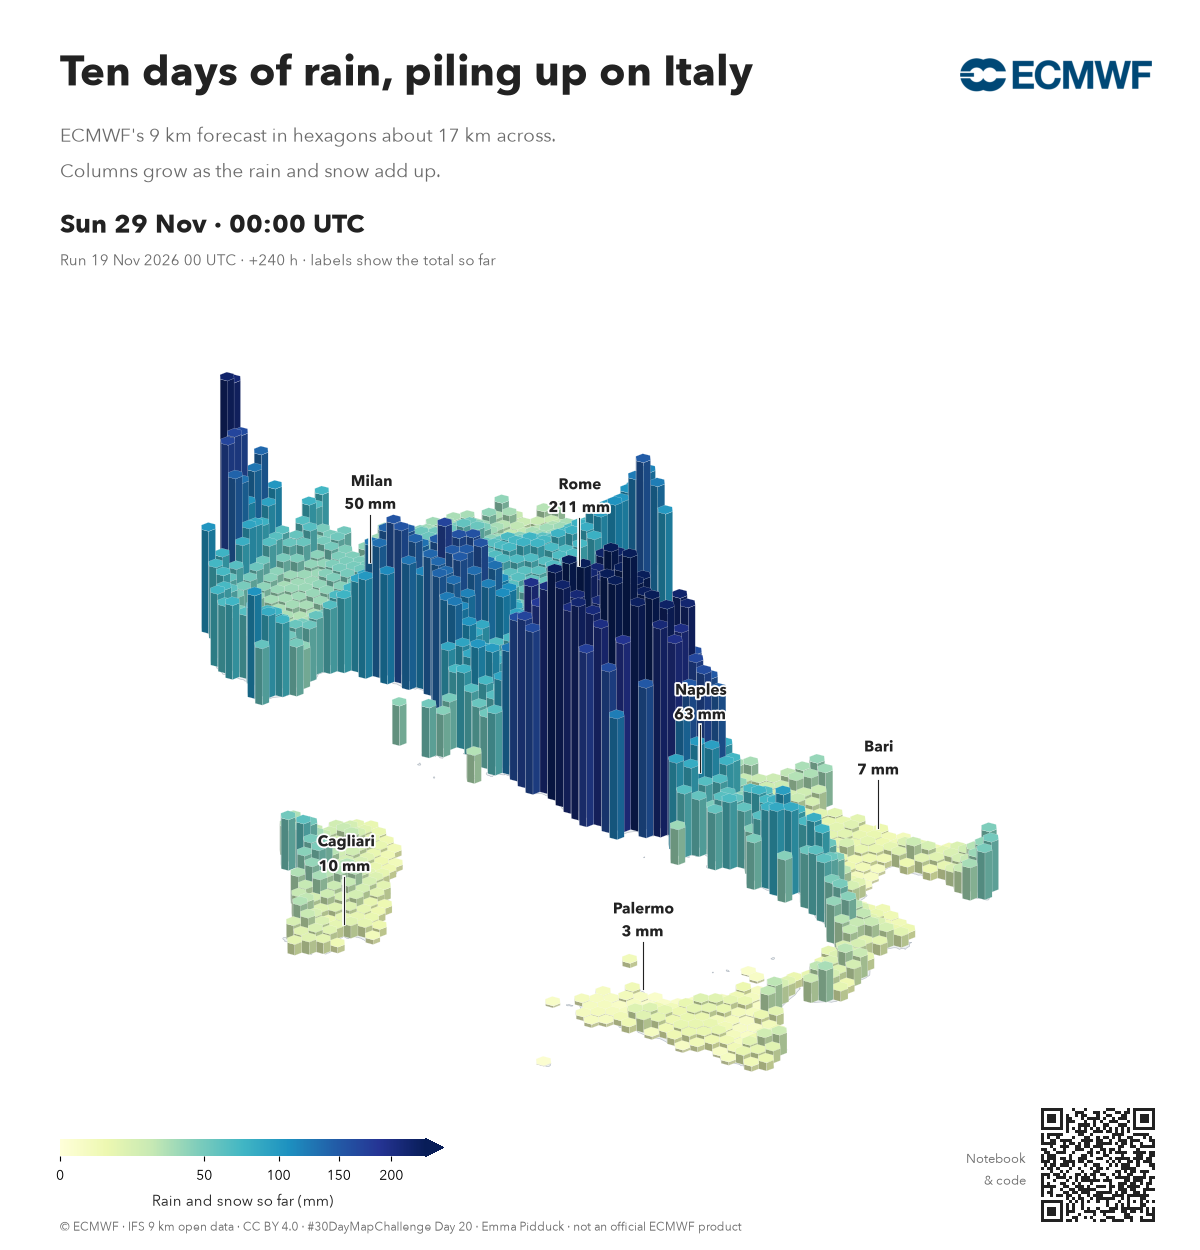 Ten days of rain, piling up on Italy
ECMWF
ECMWF's 9 km forecast in hexagons about 17 km across.
Columns grow as the rain and snow add up.
Sun 29 Nov · 00:00 UTC
Run 19 Nov 2026 00 UTC · +240 h · labels show the total so far
Milan
50 mm
Rome
211 mm
Naples
63 mm
Bari
7 mm
Cagliari
10 mm
Palermo
3 mm
0 50 100 150 200
Rain and snow so far (mm)
Notebook
& code
© ECMWF · IFS 9 km open data · CC BY 4.0 · #30DayMapChallenge Day 20 · Emma Pidduck · not an official ECMWF product